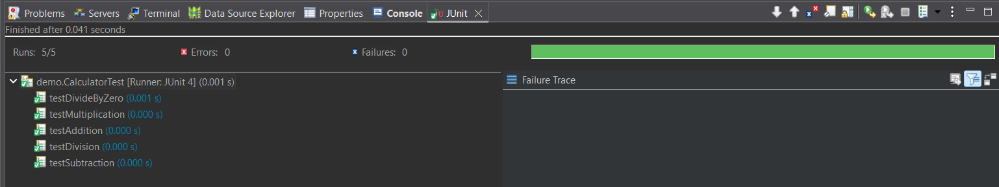 Problems Servers Terminal Data Source Explorer Properties Console JUnit
Finished after 0.041 seconds
Runs: 5/5 Errors: 0 Failures: 0
demo.CalculatorTest [Runner: JUnit 4] (0.001 s)
Failure Trace
testDivideByZero (0.001 s)
testMultiplication (0.000 s)
testAddition (0.000 s)
testDivision (0.000 s)
testSubtraction (0.000 s)